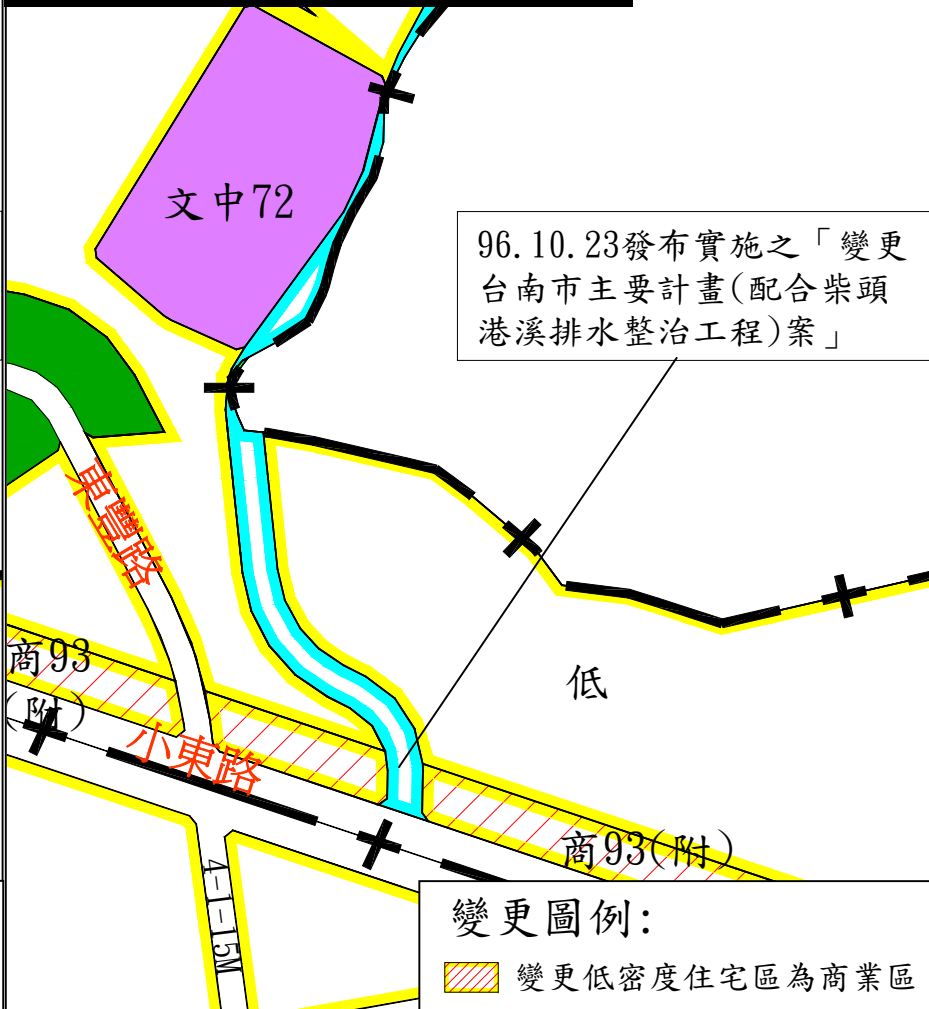 文中72
96.10.23發布實施之「變更
台南市主要計畫(配合柴頭
港溪排水整治工程)案」
東豐路
低
商93
(附)
小東路
商93(附)
4-1-15M
變更圖例:
變更低密度住宅區為商業區